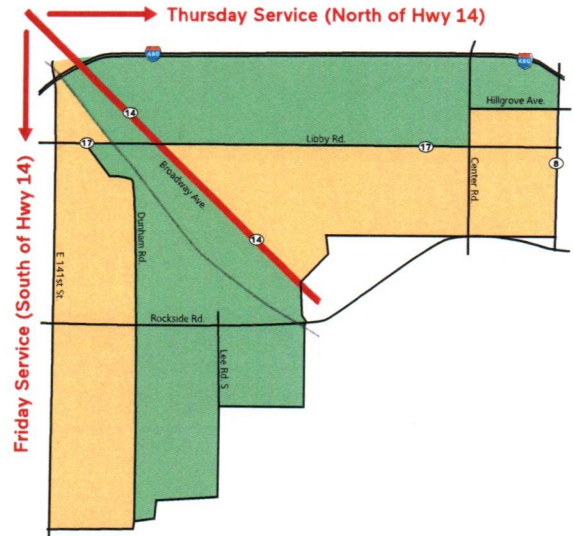 Thursday Service (North of Hwy 14)
480
480
14
Hillgrove Ave.
17
Libby Rd.
17
8
Broadway Ave.
Center Rd.
Dunham Rd.
14
E 141st St.
Friday Service (South of Hwy 14)
Rockside Rd.
Lee Rd. S